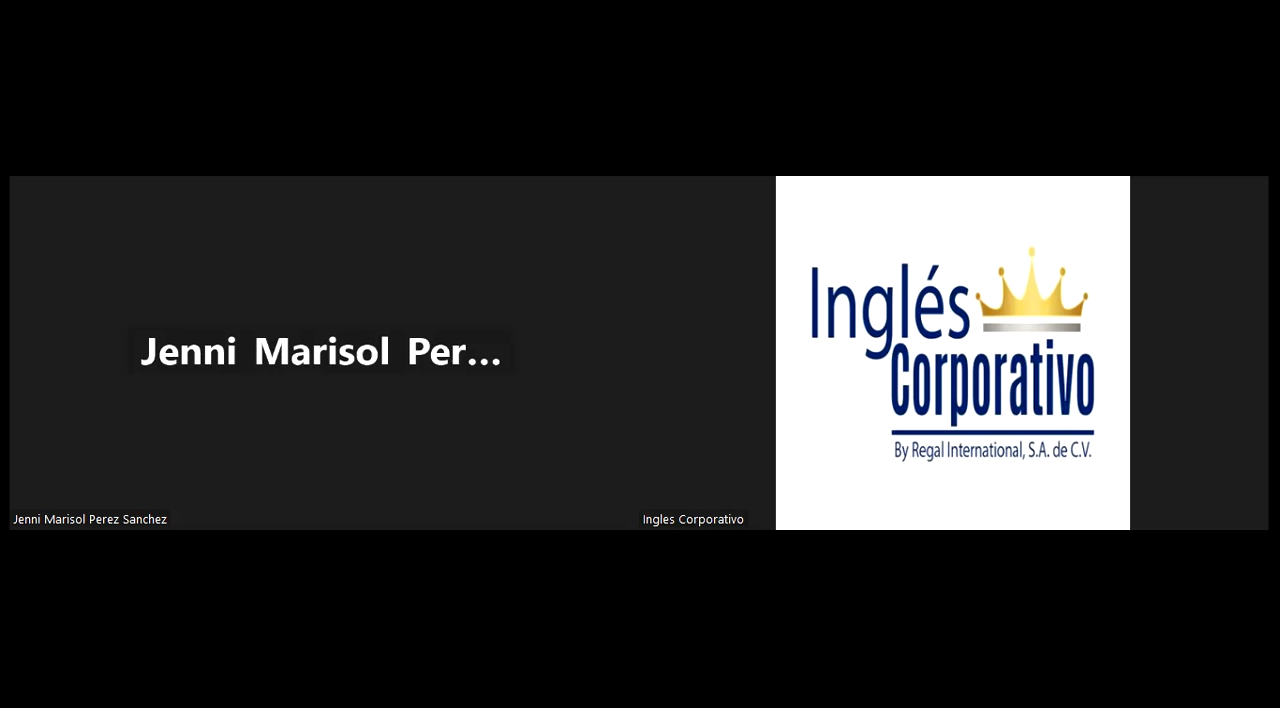 Jenni Marisol Per...
Jenni Marisol Perez Sanchez
Inglés
Corporativo
By Regal International, S.A. de C.V.
Ingles Corporativo